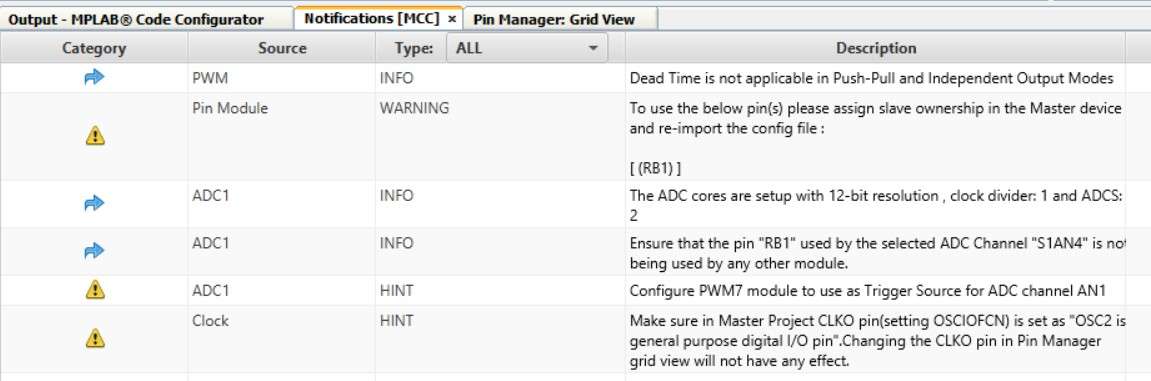 Output - MPLAB® Code Configurator Notifications [MCC] × Pin Manager: Grid View
Category Source Type: ALL Description
PWM INFO Dead Time is not applicable in Push-Pull and Independent Output Modes
Pin Module WARNING To use the below pin(s) please assign slave ownership in the Master device
and re-import the config file :
[ (RB1) ]
ADC1 INFO The ADC cores are setup with 12-bit resolution , clock divider: 1 and ADCS:
2
ADC1 INFO Ensure that the pin "RB1" used by the selected ADC Channel "S1AN4" is not
being used by any other module.
ADC1 HINT Configure PWM7 module to use as Trigger Source for ADC channel AN1
Clock HINT Make sure in Master Project CLKO pin(setting OSCIOFCN) is set as "OSC2 is
general purpose digital I/O pin".Changing the CLKO pin in Pin Manager
grid view will not have any effect.